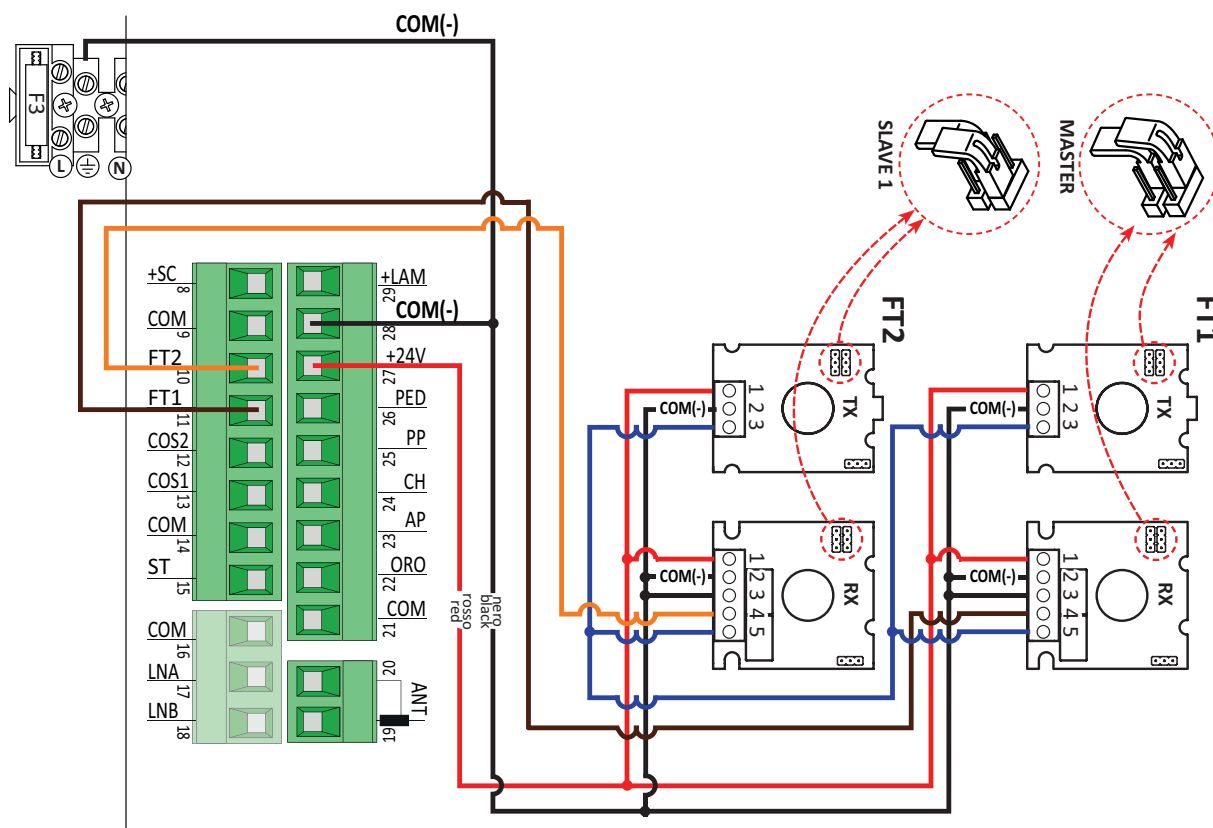 COM(-)
F3
L
N
SLAVE 1
MASTER
+SC
8
COM
9
FT2
10
FT1
11
COS2
12
COS1
13
COM
14
ST
15
COM
16
LNA
17
LNB
18
+LAM
29
COM(-)
28
+24V
27
PED
26
PP
25
CH
24
AP
23
ORO
22
COM
21
20
ANT
19
rosso
red
nero
black
FT2
1
2
3
COM(-)
TX
1
2
3
4
5
COM(-)
RX
FT1
1
2
3
COM(-)
TX
1
2
3
4
5
COM(-)
RX